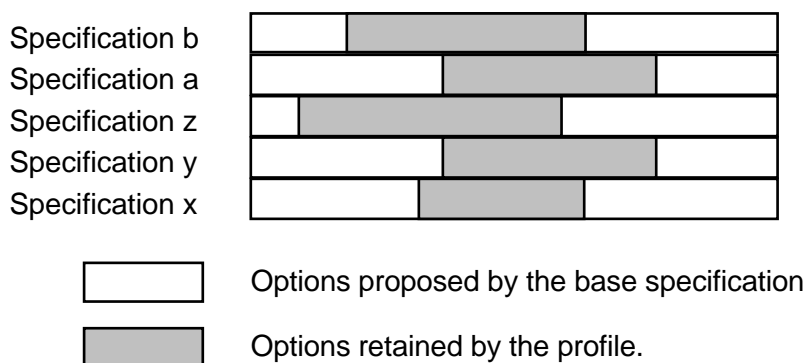 Specification b
Specification a
Specification z
Specification y
Specification x
Options proposed by the base specification
Options retained by the profile.